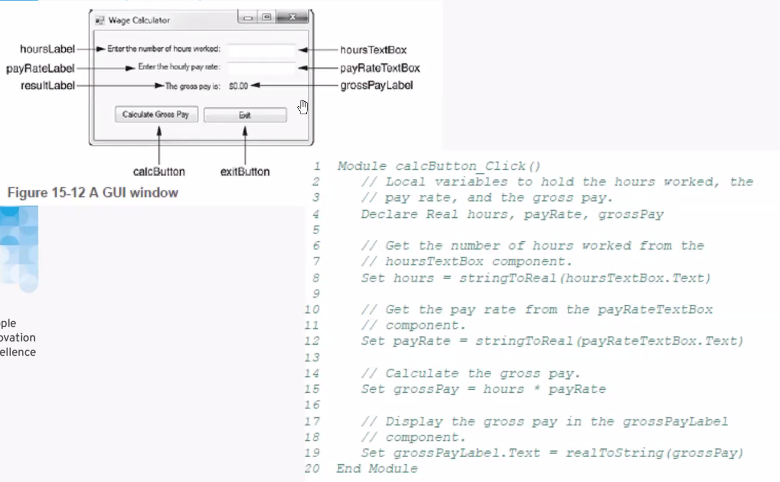 Wage Calculator
hoursLabel
Enter the number of hours worked:
hoursTextBox
payRateLabel
Enter the hourly pay rate:
payRateTextBox
resultLabel
The gross pay is: $0.00
grossPayLabel
Calculate Gross Pay
Exit
calcButton
exitButton
Figure 15-12 A GUI window
ple
ovation
ellence
1 Module calcButton_Click()
2 // Local variables to hold the hours worked, the
3 // pay rate, and the gross pay.
4 Declare Real hours, payRate, grossPay
5
6 // Get the number of hours worked from the
7 // hoursTextBox component.
8 Set hours = stringToReal(hoursTextBox.Text)
9
10 // Get the pay rate from the payRateTextBox
11 // component.
12 Set payRate = stringToReal(payRateTextBox.Text)
13
14 // Calculate the gross pay.
15 Set grossPay = hours * payRate
16
17 // Display the gross pay in the grossPayLabel
18 // component.
19 Set grossPayLabel.Text = realToString(grossPay)
20 End Module